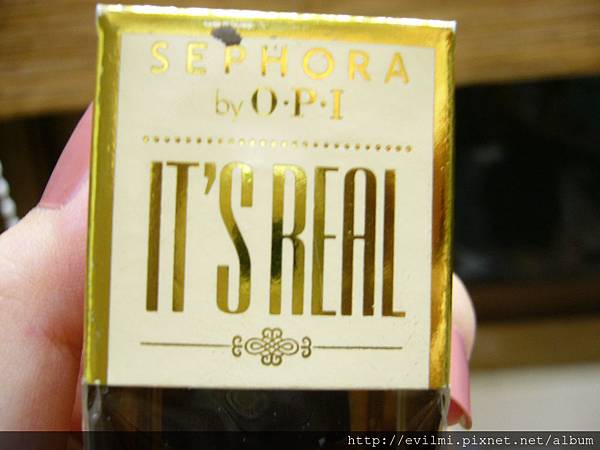 SEPHORA
by O·P·I
IT'S REAL
http://evilmi.pixnet.net/album